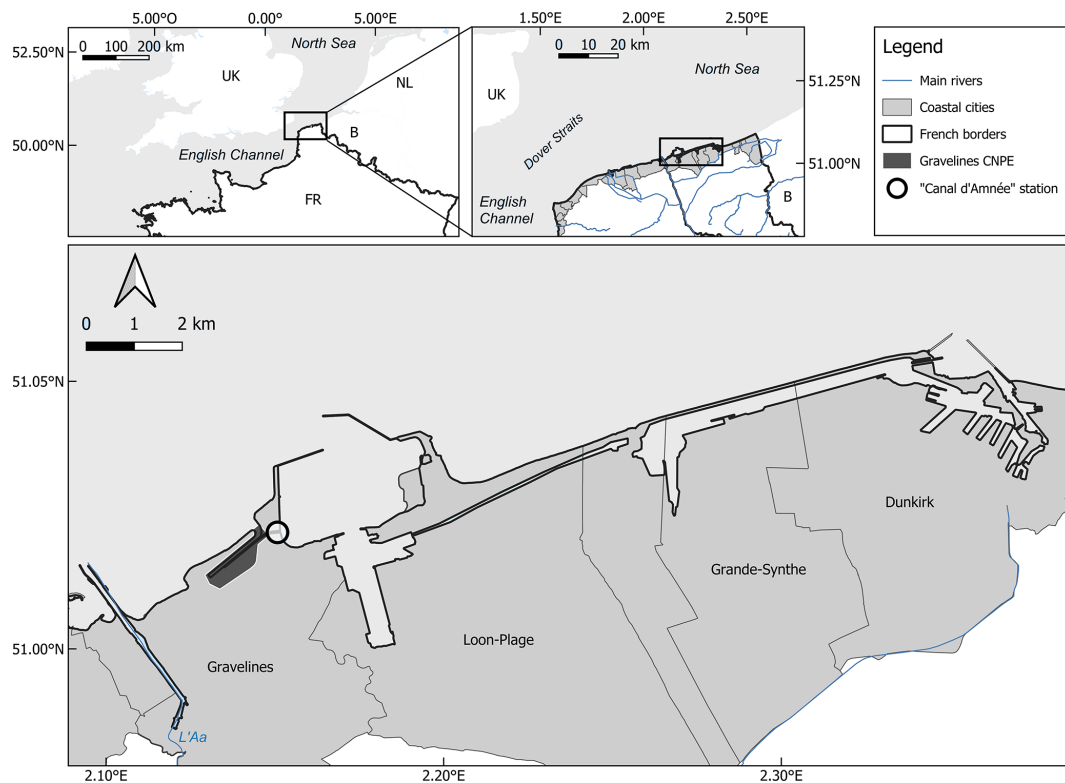 5.00°W
0.00°
5.00°E
52.50°N
50.00°N
0 100 200 km
North Sea
UK
NL
B
English Channel
FR
1.50°E
2.00°E
2.50°E
0 10 20 km
51.25°N
51.00°N
North Sea
UK
Dover Straits
English
Channel
B
Legend
Main rivers
Coastal cities
French borders
Gravelines CNPE
"Canal d'Amnée" station
0 1 2 km
51.05°N
51.00°N
Dunkirk
Grande-Synthe
Loon-Plage
Gravelines
L'Aa
2.10°E
2.20°E
2.30°E